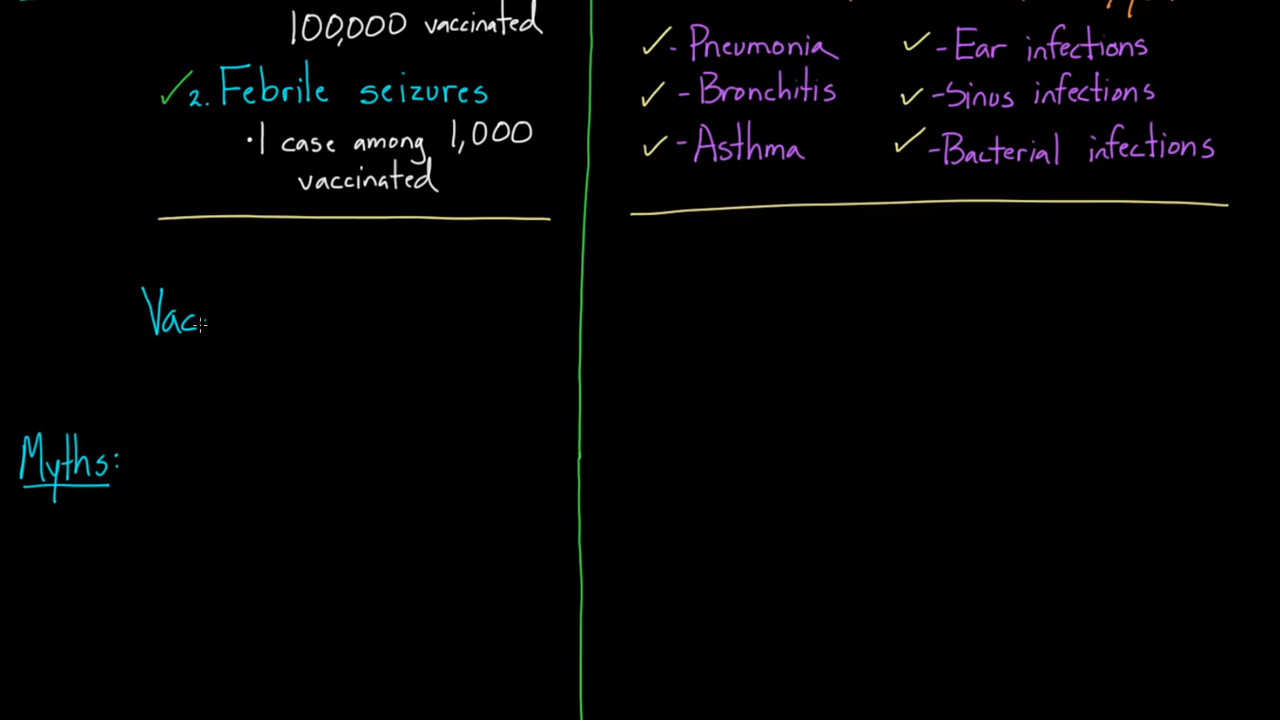 100,000 vaccinated
✓ 2. Febrile seizures
• 1 case among 1,000
vaccinated
✓ - Pneumonia
✓ - Bronchitis
✓ - Asthma
✓ - Ear infections
✓ - Sinus infections
✓ - Bacterial infections
Vac
Myths: